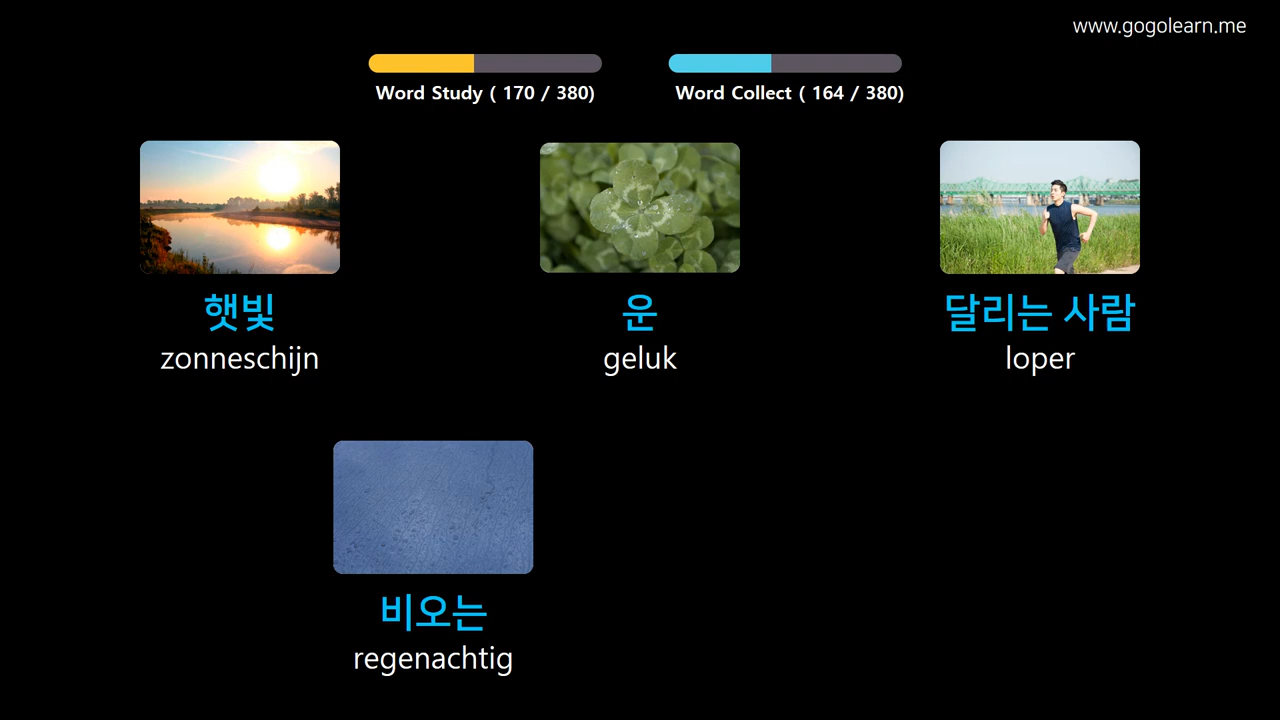 www.gogolearn.me
Word Study ( 170 / 380)
Word Collect ( 164 / 380)
햇빛
zonneschijn
운
geluk
달리는 사람
loper
비오는
regenachtig